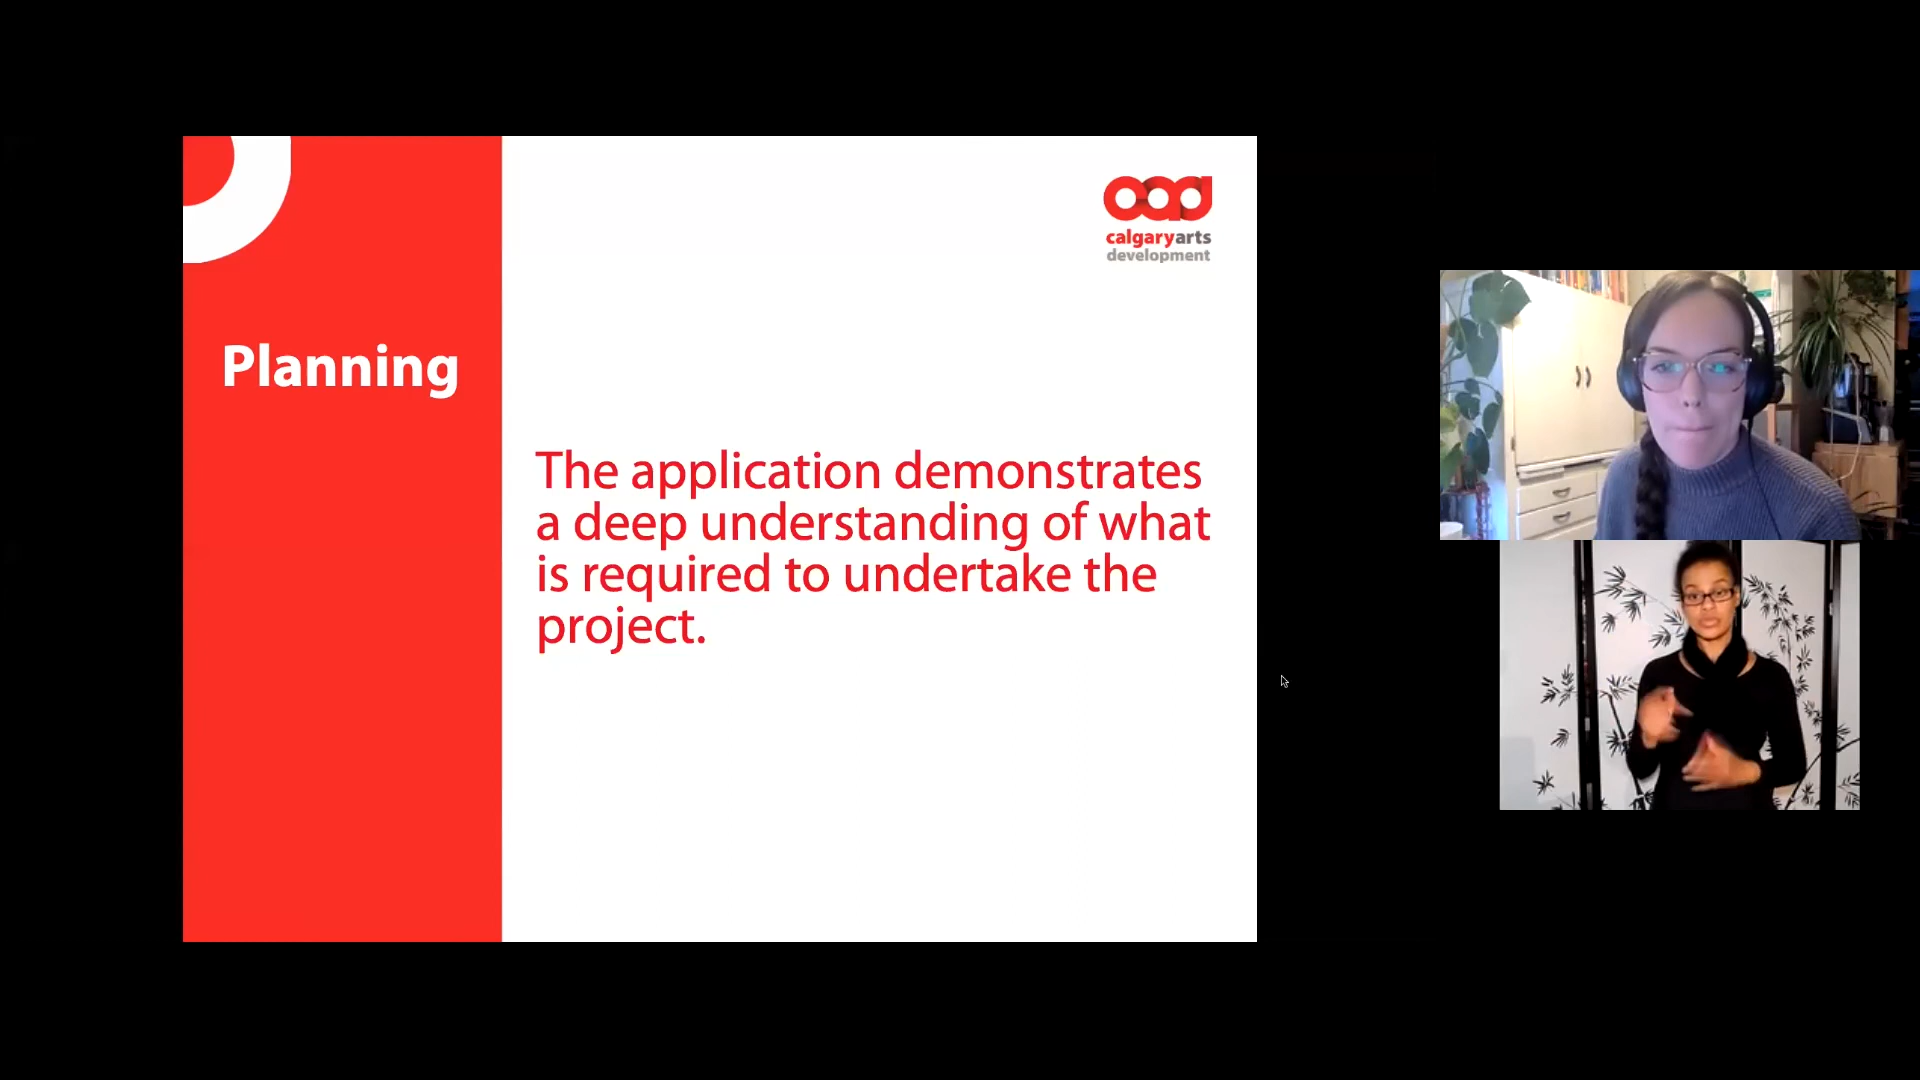 Planning
calgaryarts
development
The application demonstrates
a deep understanding of what
is required to undertake the
project.